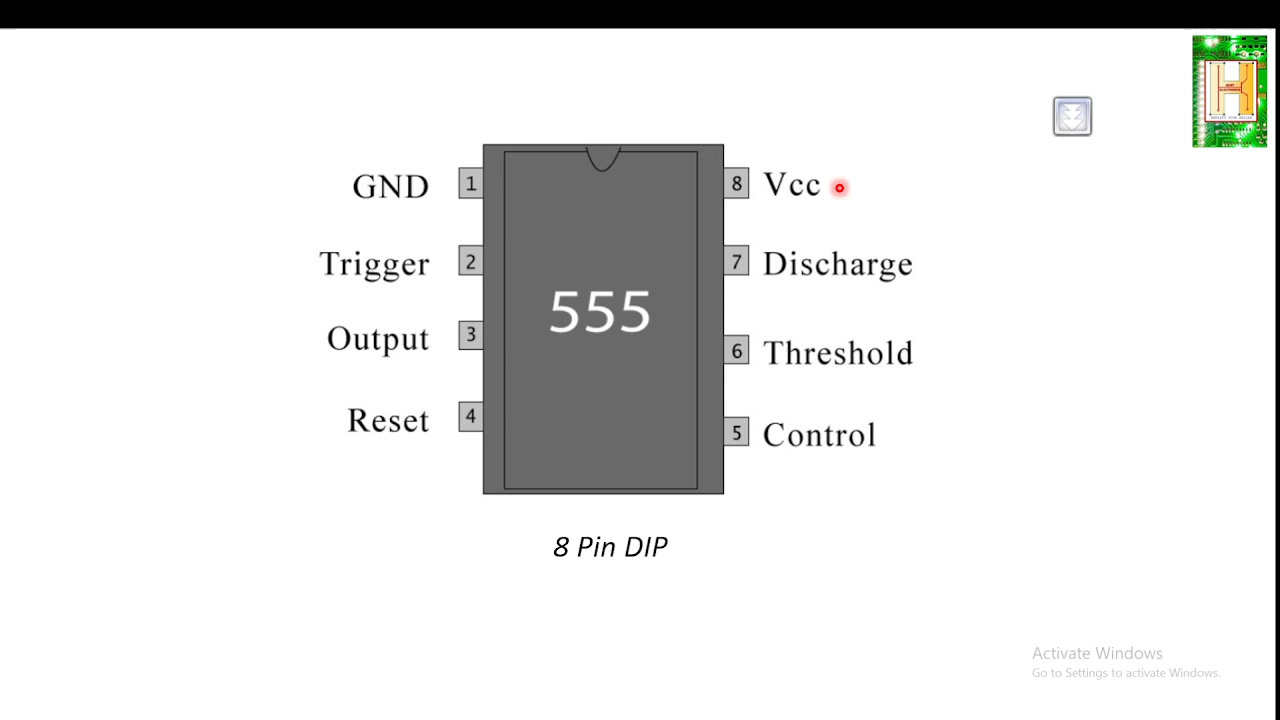 GND 1 8 Vcc
Trigger 2 7 Discharge
555
Output 3 6 Threshold
Reset 4 5 Control
8 Pin DIP
Activate Windows
Go to Settings to activate Windows.